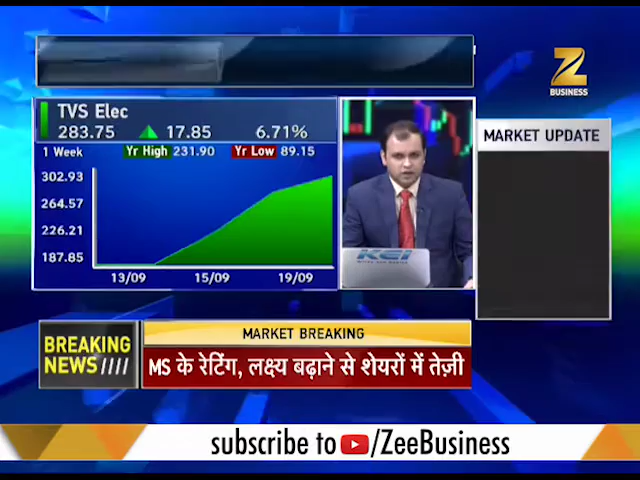 Z
BUSINESS
TVS Elec
283.75 17.85 6.71%
1 Week Yr High 231.90 Yr Low 89.15
302.93
264.57
226.21
187.85
13/09 15/09 19/09
MARKET UPDATE
KEI
MARKET BREAKING
BREAKING
NEWS ////
MS के रेटिंग, लक्ष्य बढ़ाने से शेयरों में तेज़ी
subscribe to /ZeeBusiness